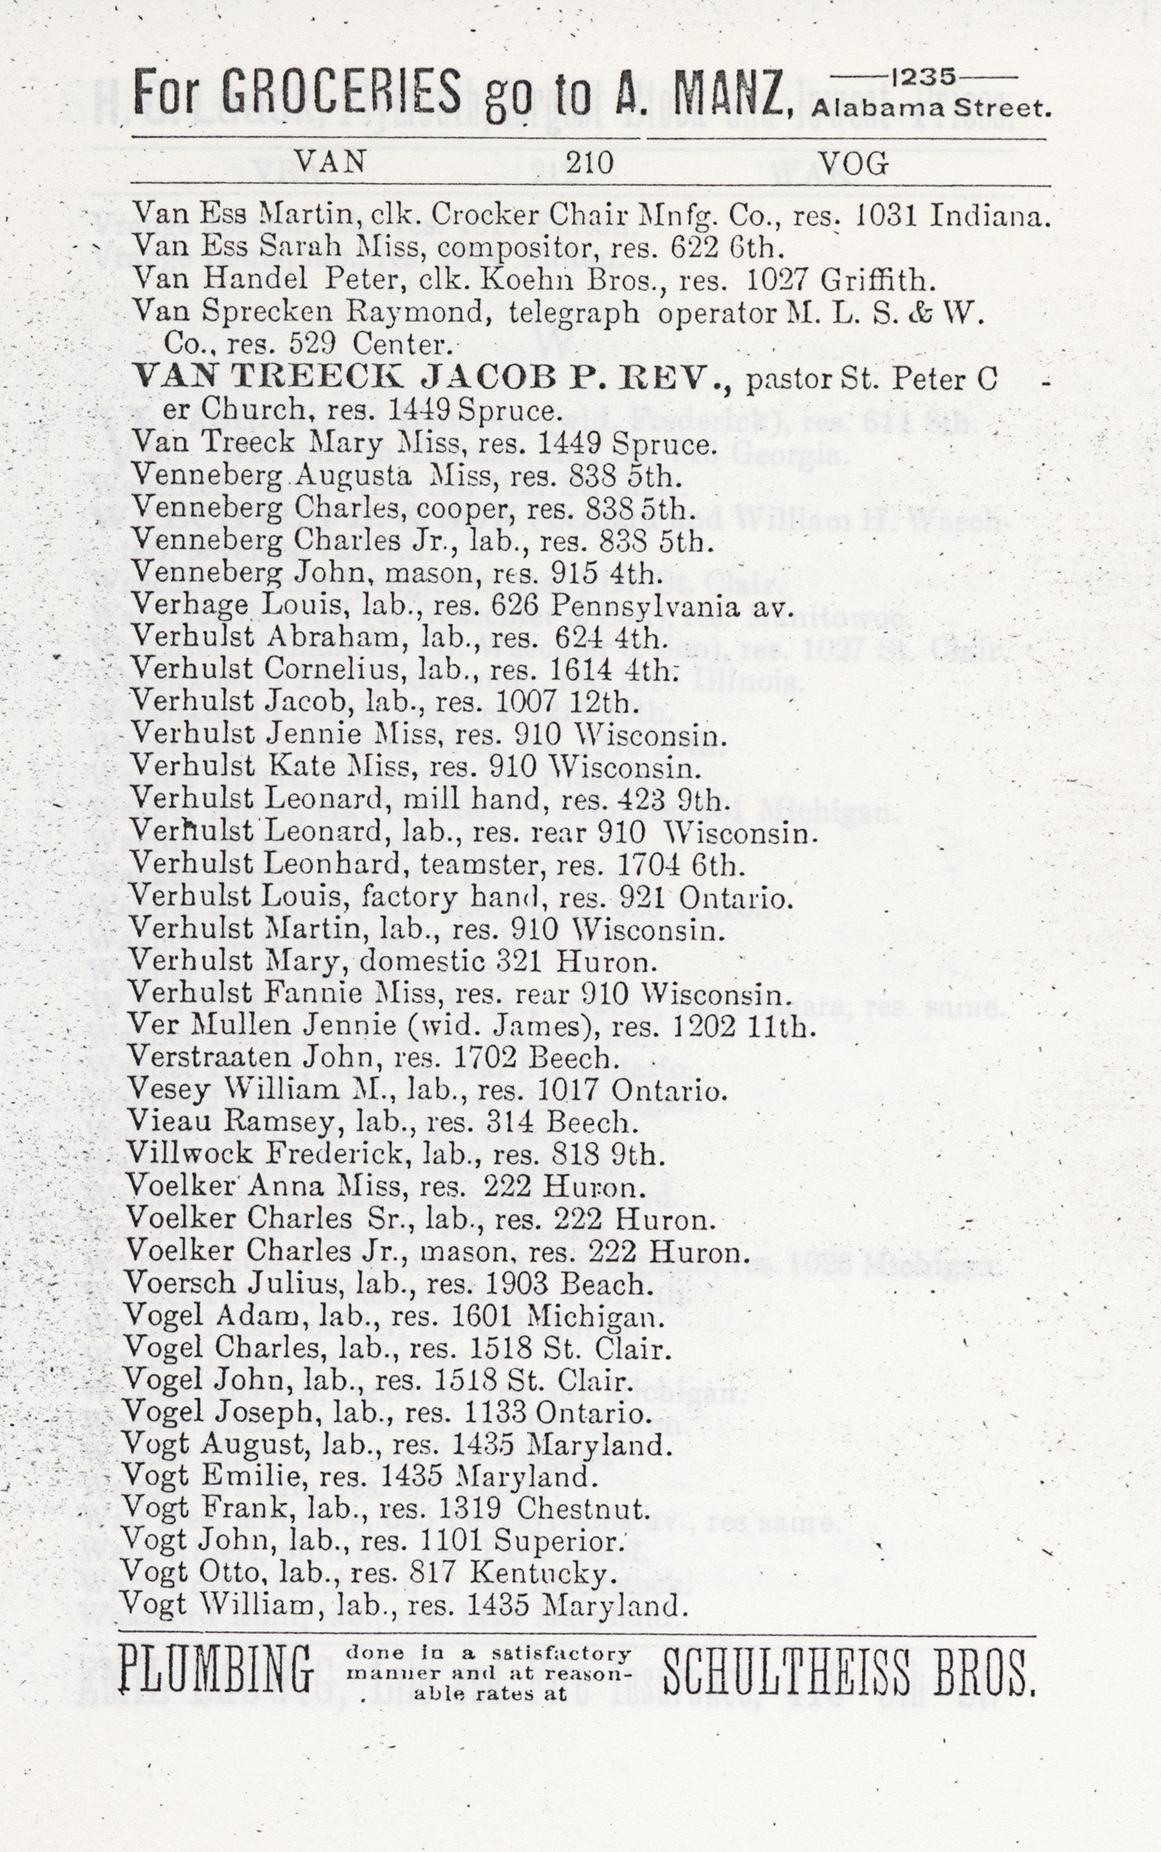 For GROCERIES go to A. MANZ, 1235 Alabama Street.
VAN 210 VOG
Van Ess Martin, clk. Crocker Chair Mnfg. Co., res. 1031 Indiana.
Van Ess Sarah Miss, compositor, res. 622 6th.
Van Handel Peter, clk. Koehn Bros., res. 1027 Griffith.
Van Sprecken Raymond, telegraph operator M. L. S. & W.
Co., res. 529 Center.
VAN TREECK JACOB P. REV., pastor St. Peter C -
er Church, res. 1449 Spruce.
Van Treeck Mary Miss, res. 1449 Spruce.
Venneberg Augusta Miss, res. 838 5th.
Venneberg Charles, cooper, res. 838 5th.
Venneberg Charles Jr., lab., res. 838 5th.
Venneberg John, mason, res. 915 4th.
Verhage Louis, lab., res. 626 Pennsylvania av.
Verhulst Abraham, lab., res. 624 4th.
Verhulst Cornelius, lab., res. 1614 4th.
Verhulst Jacob, lab., res. 1007 12th.
Verhulst Jennie Miss, res. 910 Wisconsin.
Verhulst Kate Miss, res. 910 Wisconsin.
Verhulst Leonard, mill hand, res. 423 9th.
Verhulst Leonard, lab., res. rear 910 Wisconsin.
Verhulst Leonhard, teamster, res. 1704 6th.
Verhulst Louis, factory hand, res. 921 Ontario.
Verhulst Martin, lab., res. 910 Wisconsin.
Verhulst Mary, domestic 321 Huron.
Verhulst Fannie Miss, res. rear 910 Wisconsin.
Ver Mullen Jennie (wid. James), res. 1202 11th.
Verstraaten John, res. 1702 Beech.
Vesey William M., lab., res. 1017 Ontario.
Vieau Ramsey, lab., res. 314 Beech.
Villwock Frederick, lab., res. 818 9th.
Voelker Anna Miss, res. 222 Huron.
Voelker Charles Sr., lab., res. 222 Huron.
Voelker Charles Jr., mason, res. 222 Huron.
Voersch Julius, lab., res. 1903 Beach.
Vogel Adam, lab., res. 1601 Michigan.
Vogel Charles, lab., res. 1518 St. Clair.
Vogel John, lab., res. 1518 St. Clair.
Vogel Joseph, lab., res. 1133 Ontario.
Vogt August, lab., res. 1435 Maryland.
Vogt Emilie, res. 1435 Maryland.
Vogt Frank, lab., res. 1319 Chestnut.
Vogt John, lab., res. 1101 Superior.
Vogt Otto, lab., res. 817 Kentucky.
Vogt William, lab., res. 1435 Maryland.
PLUMBING done in a satisfactory
manner and at reason-
able rates at SCHULTHEISS BROS.